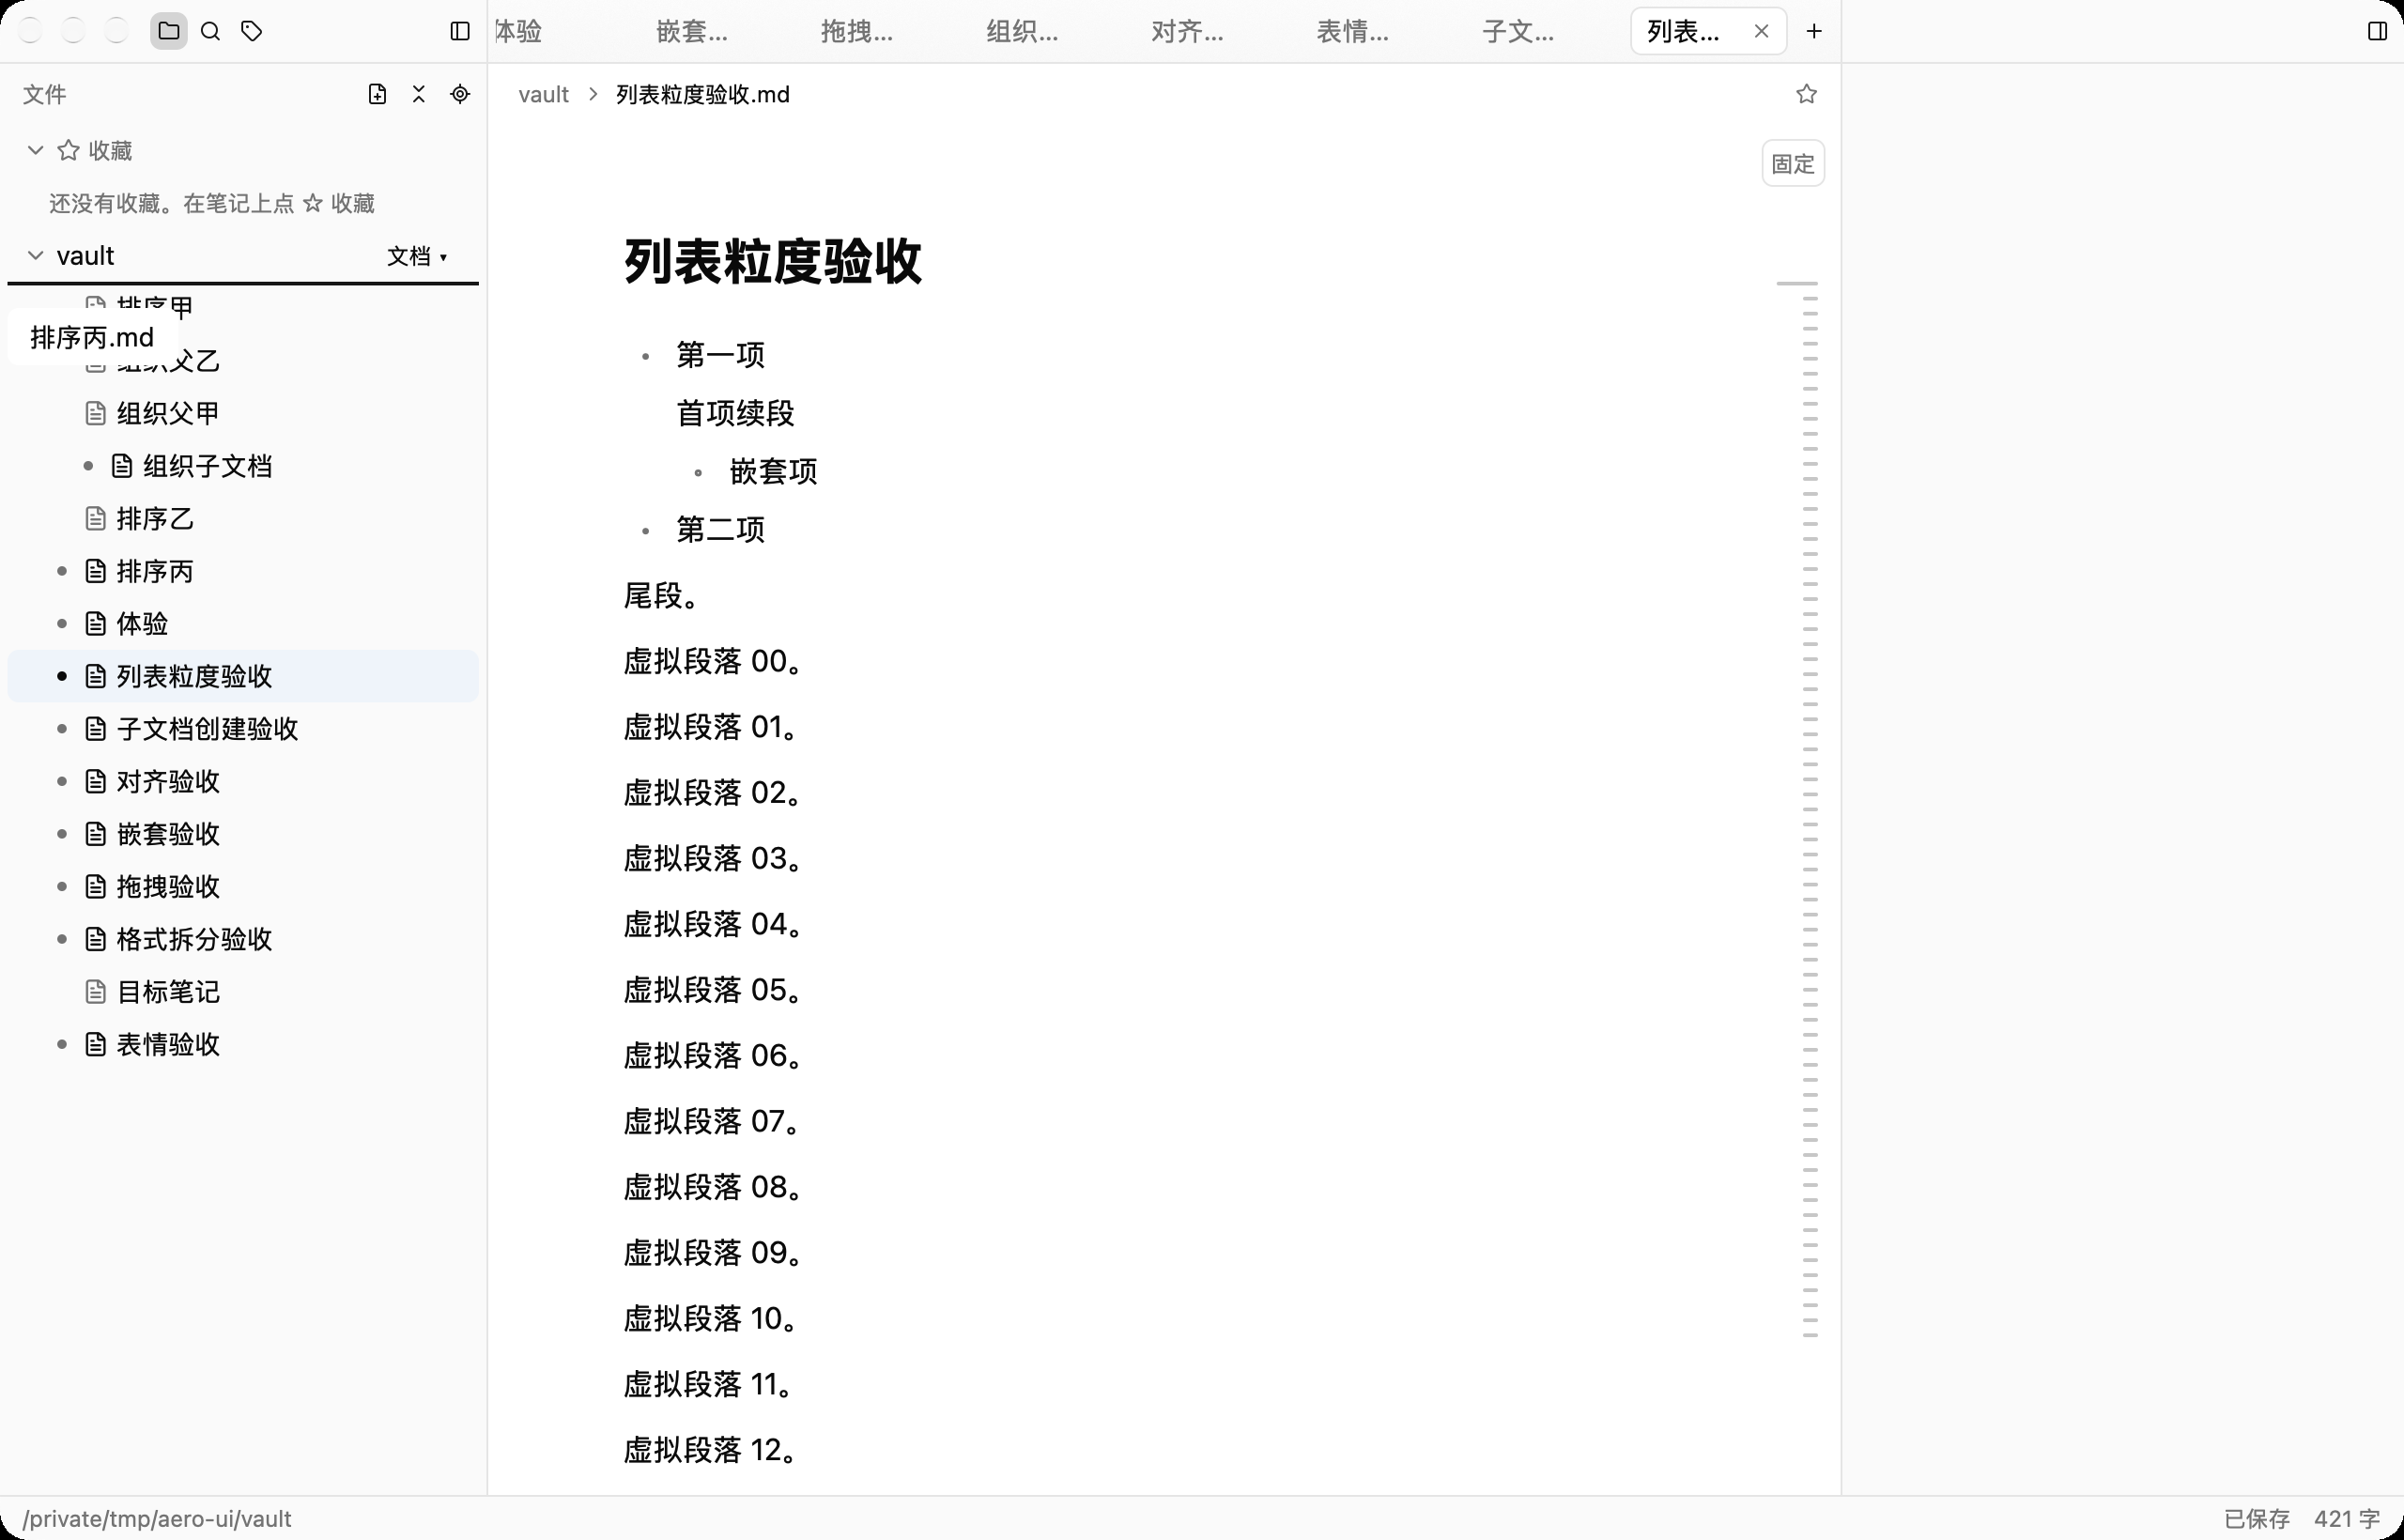 体验
嵌套...
拖拽...
组织...
对齐...
表情...
子文...
列表...
文件
vault
列表粒度验收.md
收藏
固定
还没有收藏。在笔记上点 ☆ 收藏
vault
文档
排序甲
排序丙.md
组织父乙
组织父甲
组织子文档
排序乙
排序丙
体验
列表粒度验收
子文档创建验收
对齐验收
嵌套验收
拖拽验收
格式拆分验收
目标笔记
表情验收
列表粒度验收
第一项
首项续段
嵌套项
第二项
尾段。
虚拟段落 00。
虚拟段落 01。
虚拟段落 02。
虚拟段落 03。
虚拟段落 04。
虚拟段落 05。
虚拟段落 06。
虚拟段落 07。
虚拟段落 08。
虚拟段落 09。
虚拟段落 10。
虚拟段落 11。
虚拟段落 12。
/private/tmp/aero-ui/vault
已保存
421 字